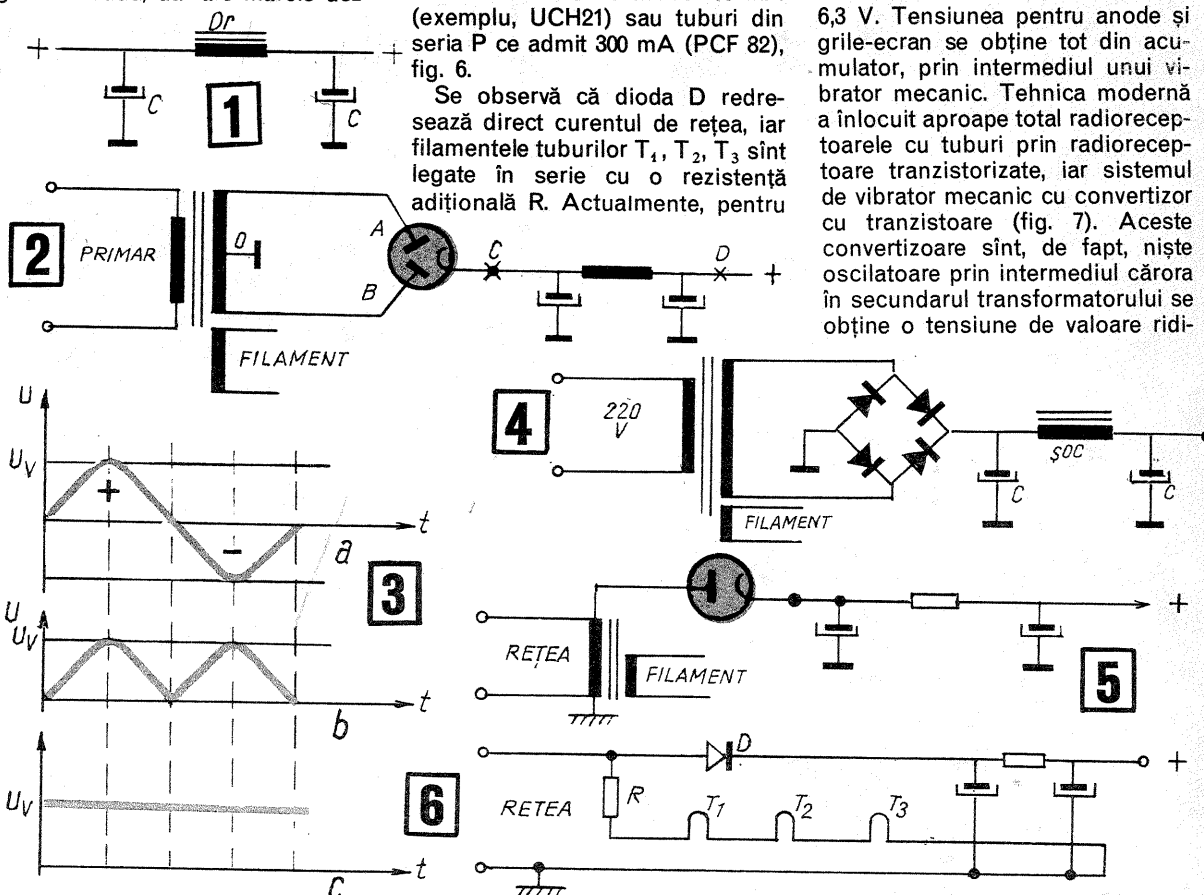 (exemplu, UCH21) sau tuburi din
seria P ce admit 300 mA (PCF 82),
fig. 6.
Se observă că dioda D redre-
sează direct curentul de rețea, iar
filamentele tuburilor T₁, T₂, T₃ sînt
legate în serie cu o rezistență
adițională R. Actualmente, pentru
6,3 V. Tensiunea pentru anode și
grile-ecran se obține tot din acu-
mulator, prin intermediul unui vi-
brator mecanic. Tehnica modernă
a înlocuit aproape total radiorecep-
toarele cu tuburi prin radiorecep-
toare tranzistorizate, iar sistemul
de vibrator mecanic cu convertizor
cu tranzistoare (fig. 7). Aceste
convertizoare sînt, de fapt, niște
oscilatoare prin intermediul cărora
în secundarul transformatorului se
obține o tensiune de valoare ridi-
+ Dr +
C C
1
2
PRIMAR
O
A
B
C D +
FILAMENT
U
Uv
+
-
t
a
3
U
Uv
t
b
Uv
t
c
4
220
V
ȘOC
C C
FILAMENT
+
REȚEA
FILAMENT
5
D +
6
RETEA
R T1 T2 T3